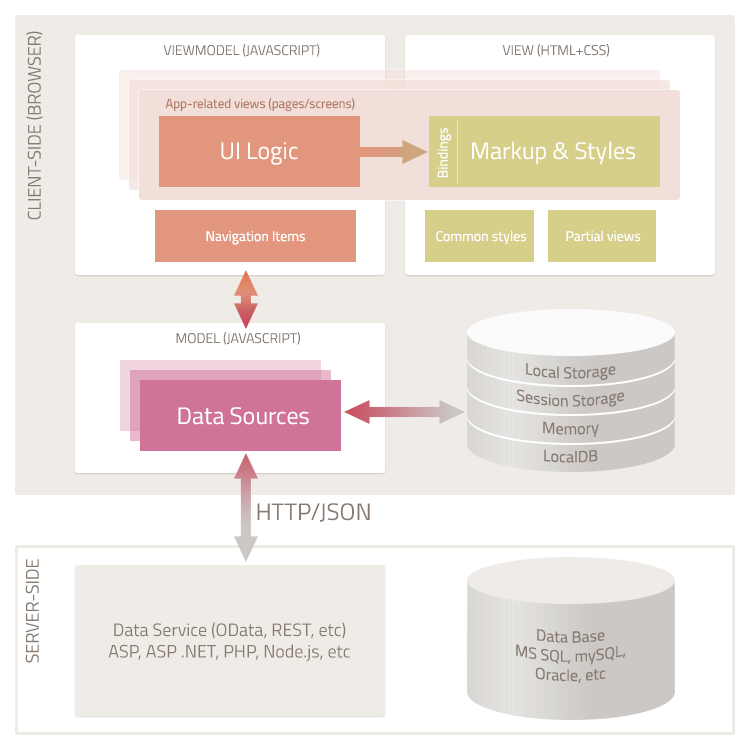 CLIENT-SIDE (BROWSER)
VIEWMODEL (JAVASCRIPT)
VIEW (HTML+CSS)
App-related views (pages/screens)
UI Logic
Bindings
Markup & Styles
Navigation Items
Common styles
Partial views
MODEL (JAVASCRIPT)
Data Sources
Local Storage
Session Storage
Memory
LocalDB
HTTP/JSON
SERVER-SIDE
Data Service (OData, REST, etc)
ASP, ASP .NET, PHP, Node.js, etc
Data Base
MS SQL, mySQL,
Oracle, etc